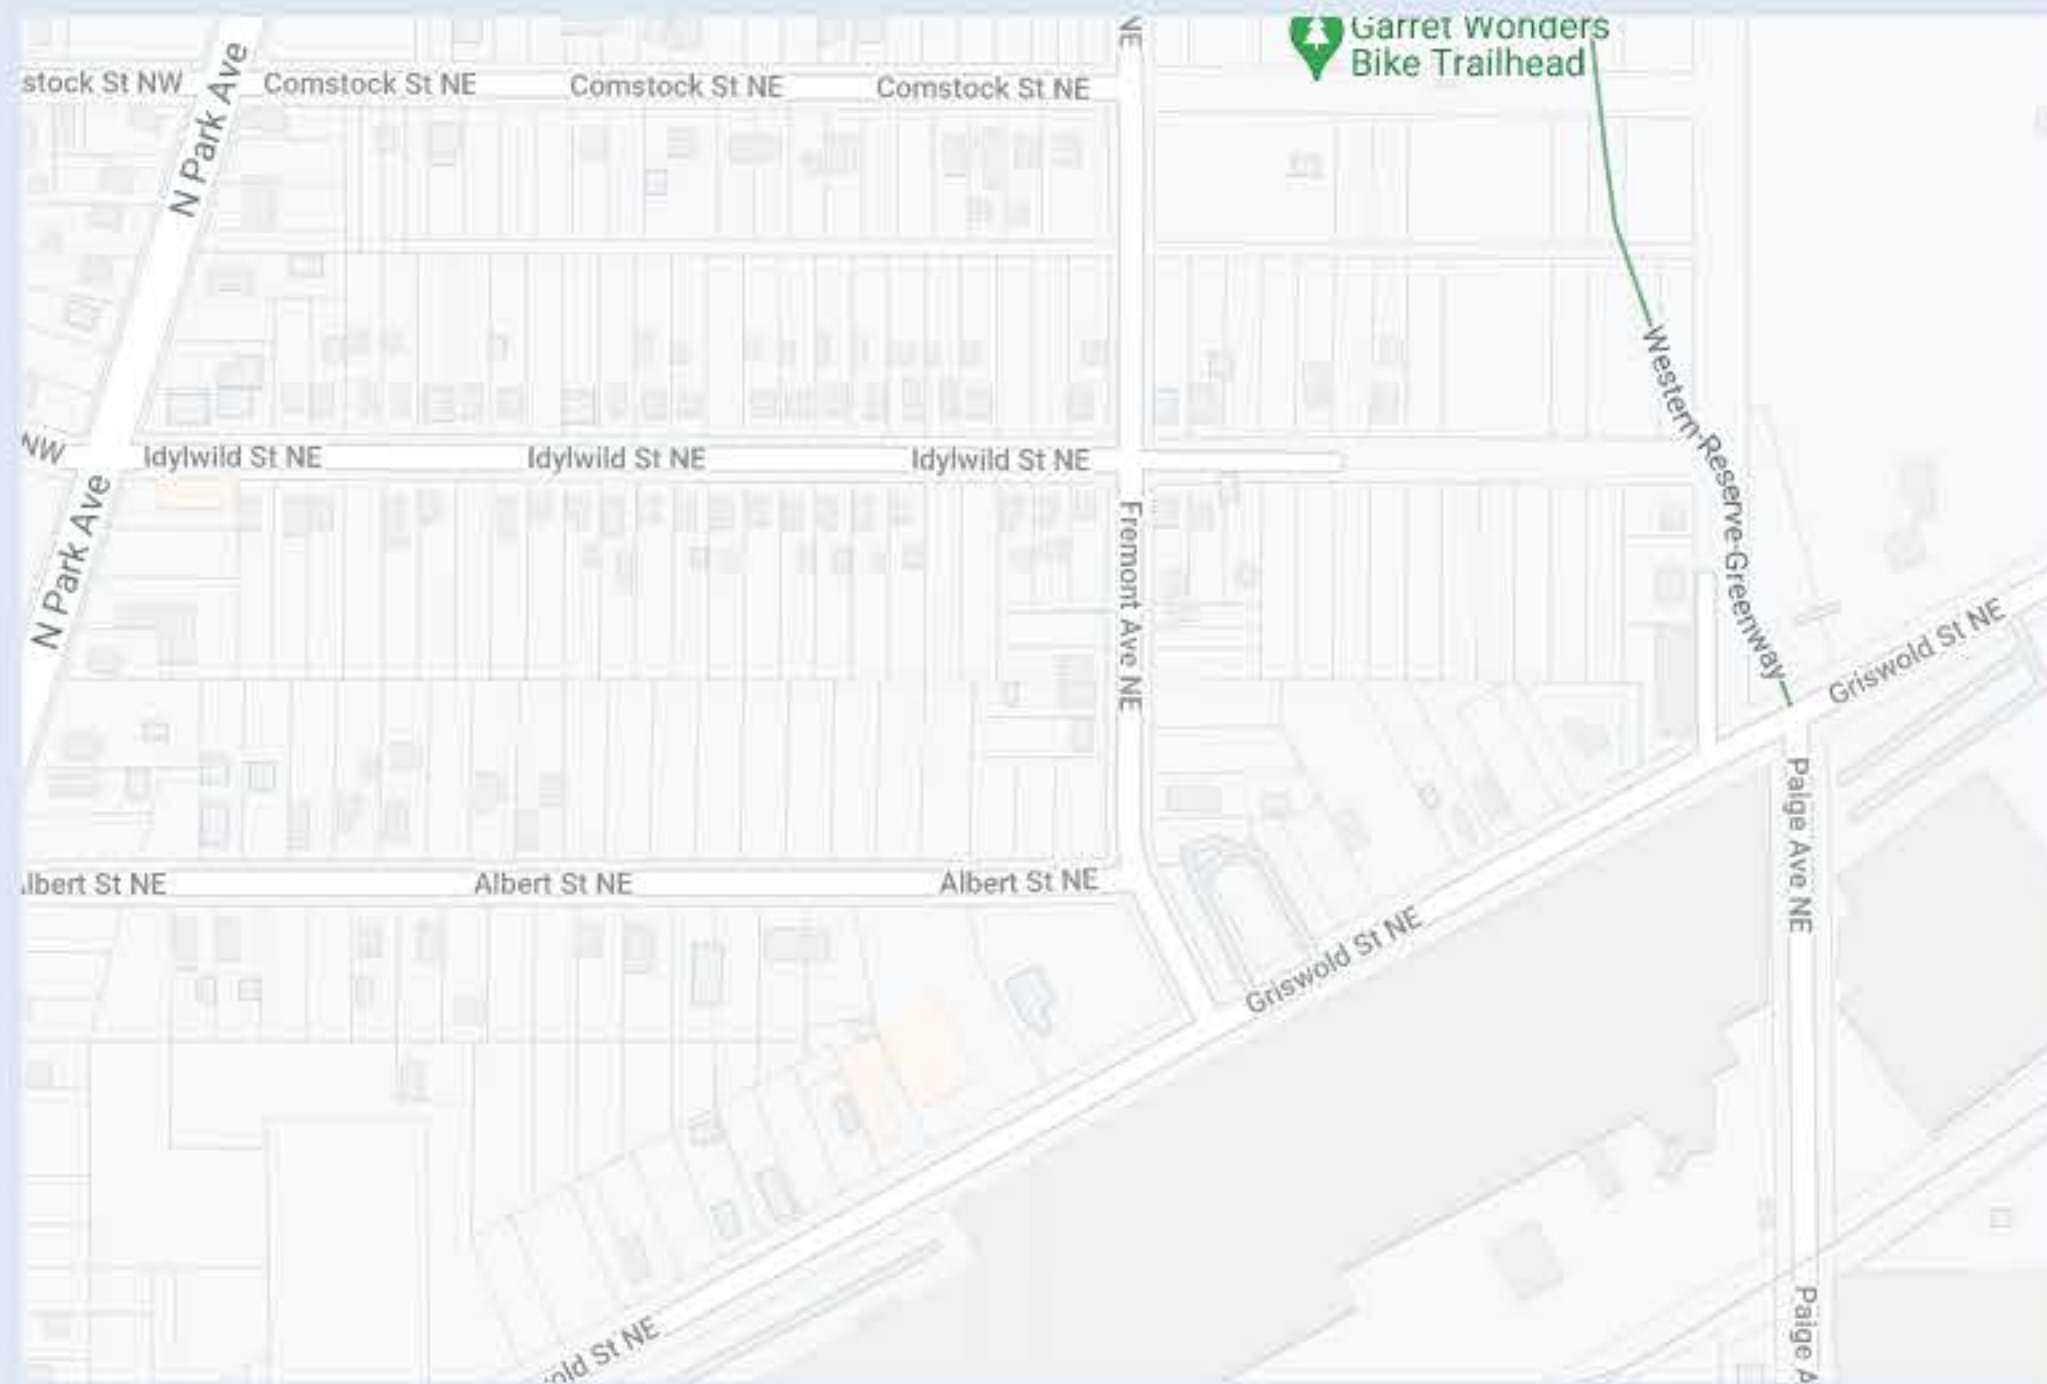 NE
Garret Wonders
Bike Trailhead
stock St NW
N Park Ave
Comstock St NE
Comstock St NE
Comstock St NE
Western Reserve Greenway
NW
Idylwild St NE
Idylwild St NE
Idylwild St NE
N Park Ave
Fremont Ave NE
Griswold St NE
Paige Ave NE
lbert St NE
Albert St NE
Albert St NE
Griswold St NE
Paige A
old St NE